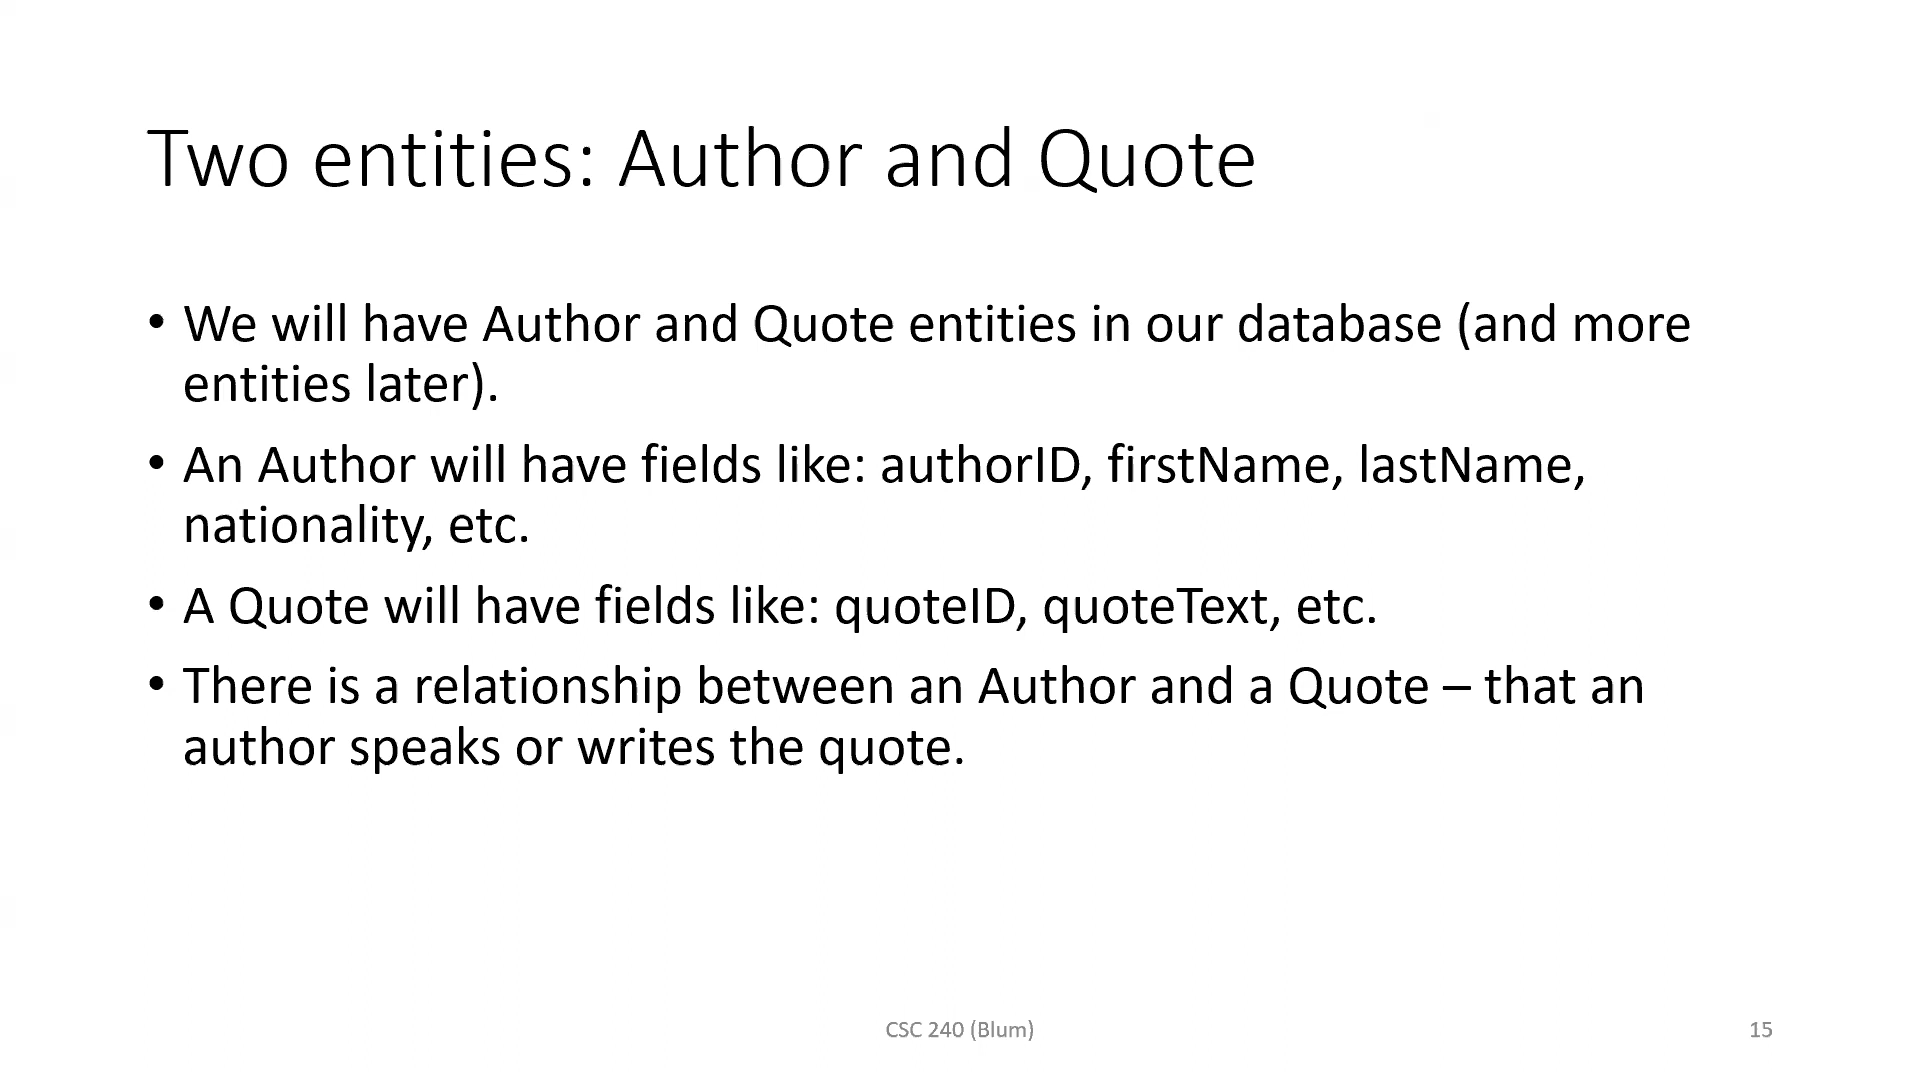 Two entities: Author and Quote
• We will have Author and Quote entities in our database (and more
entities later).
• An Author will have fields like: authorID, firstName, lastName,
nationality, etc.
• A Quote will have fields like: quoteID, quoteText, etc.
• There is a relationship between an Author and a Quote – that an
author speaks or writes the quote.
CSC 240 (Blum)
15